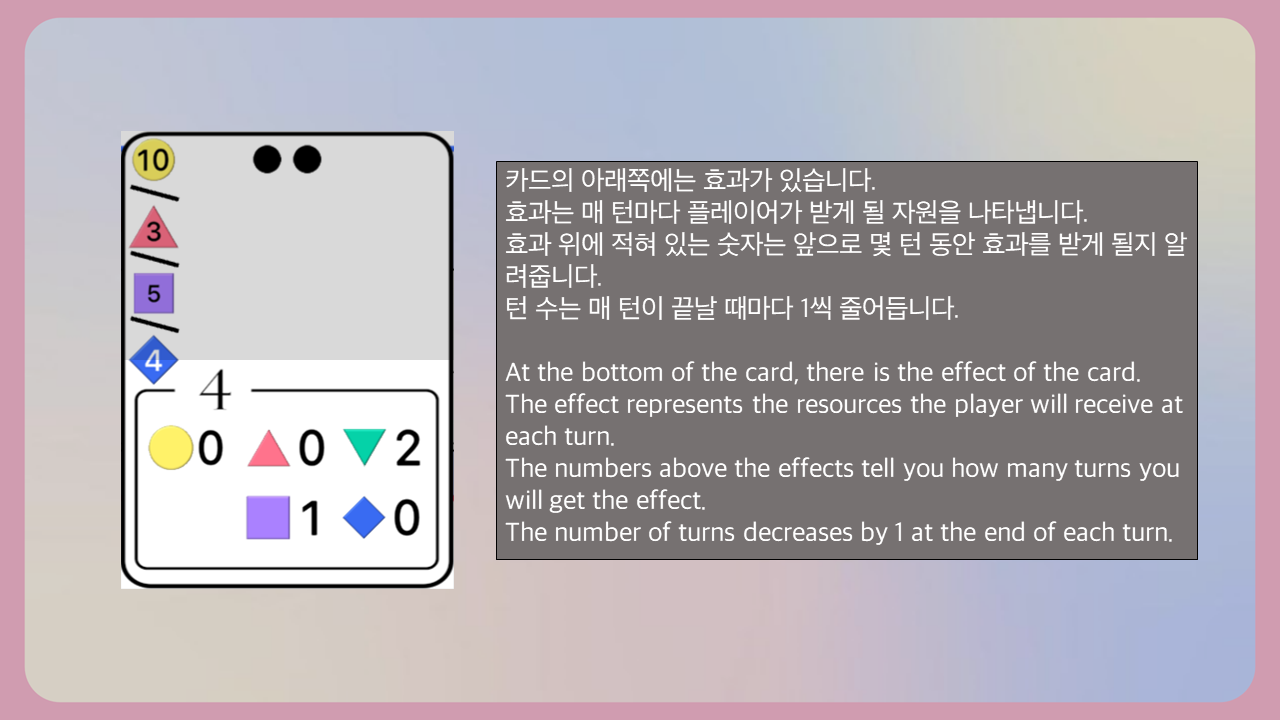 10
3
5
4
4
0 0 2
1 0
카드의 아래쪽에는 효과가 있습니다.
효과는 매 턴마다 플레이어가 받게 될 자원을 나타냅니다.
효과 위에 적혀 있는 숫자는 앞으로 몇 턴 동안 효과를 받게 될지 알
려줍니다.
턴 수는 매 턴이 끝날 때마다 1씩 줄어듭니다.
At the bottom of the card, there is the effect of the card.
The effect represents the resources the player will receive at
each turn.
The numbers above the effects tell you how many turns you
will get the effect.
The number of turns decreases by 1 at the end of each turn.